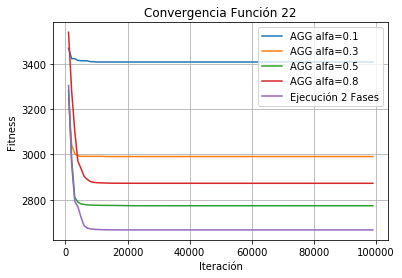 Convergencia Función 22
AGG alfa=0.1
AGG alfa=0.3
AGG alfa=0.5
AGG alfa=0.8
Ejecución 2 Fases
Fitness
3400
3200
3000
2800
0 20000 40000 60000 80000 100000
Iteración